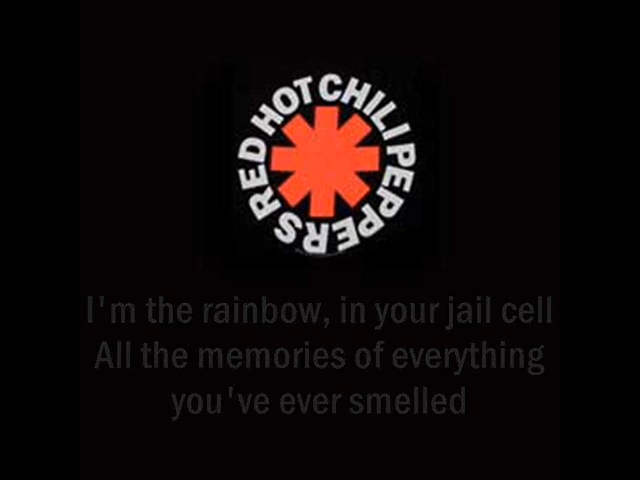 RED HOT CHILI PEPPERS
I'm the rainbow, in your jail cell
All the memories of everything
you've ever smelled